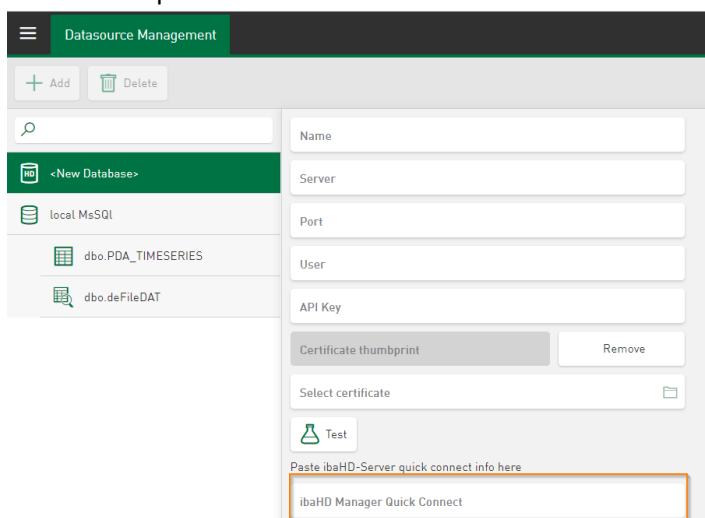 Datasource Management
Add Delete
Name
HD <New Database>
Server
local MsSQl
Port
dbo.PDA_TIMESERIES
User
dbo.deFileDAT
API Key
Certificate thumbprint Remove
Select certificate
Test
Paste ibaHD-Server quick connect info here
ibaHD Manager Quick Connect